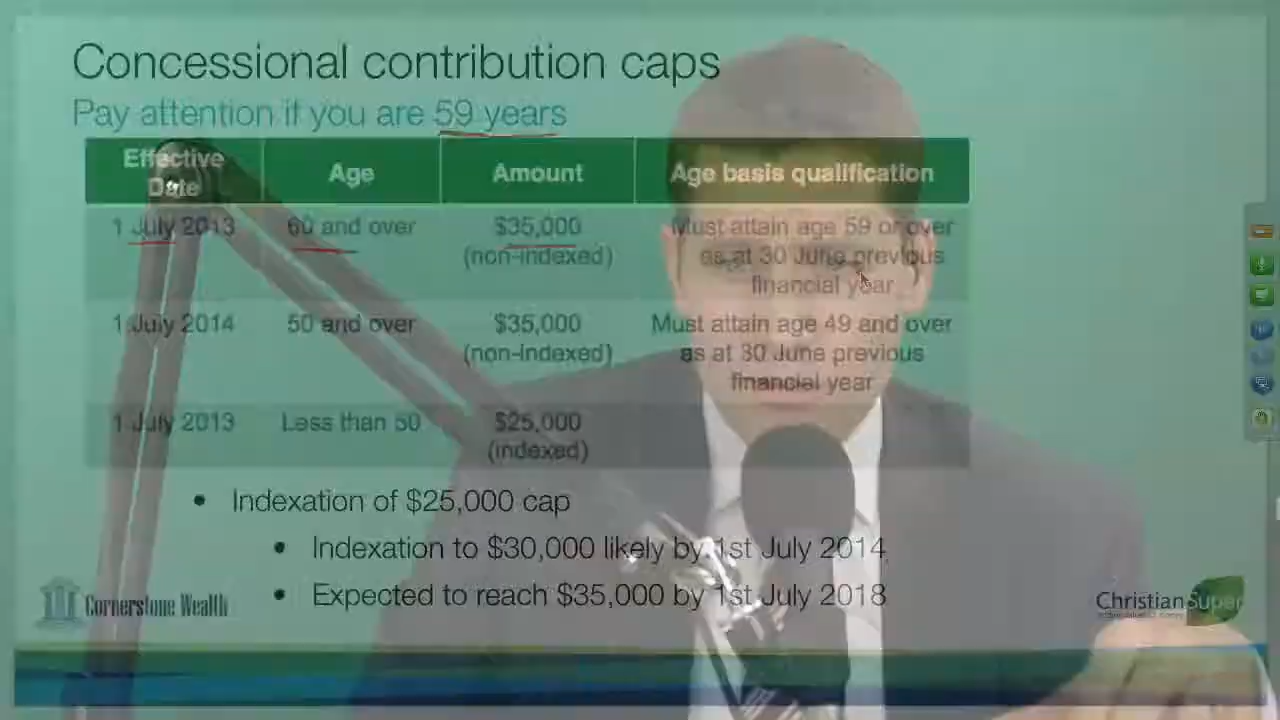 Concessional contribution caps
Pay attention if you are 59 years
Effective Date
Age
Amount
Age basis qualification
1 July 2013
60 and over
$35,000
(non-indexed)
Must attain age 59 or over
as at 30 June previous
financial year
1 July 2014
50 and over
$35,000
(non-indexed)
Must attain age 49 and over
as at 30 June previous
financial year
1 July 2013
Less than 50
$25,000
(indexed)
• Indexation of $25,000 cap
• Indexation to $30,000 likely by 1st July 2014
• Expected to reach $35,000 by 1st July 2018
Cornerstone Wealth
ChristianSuper